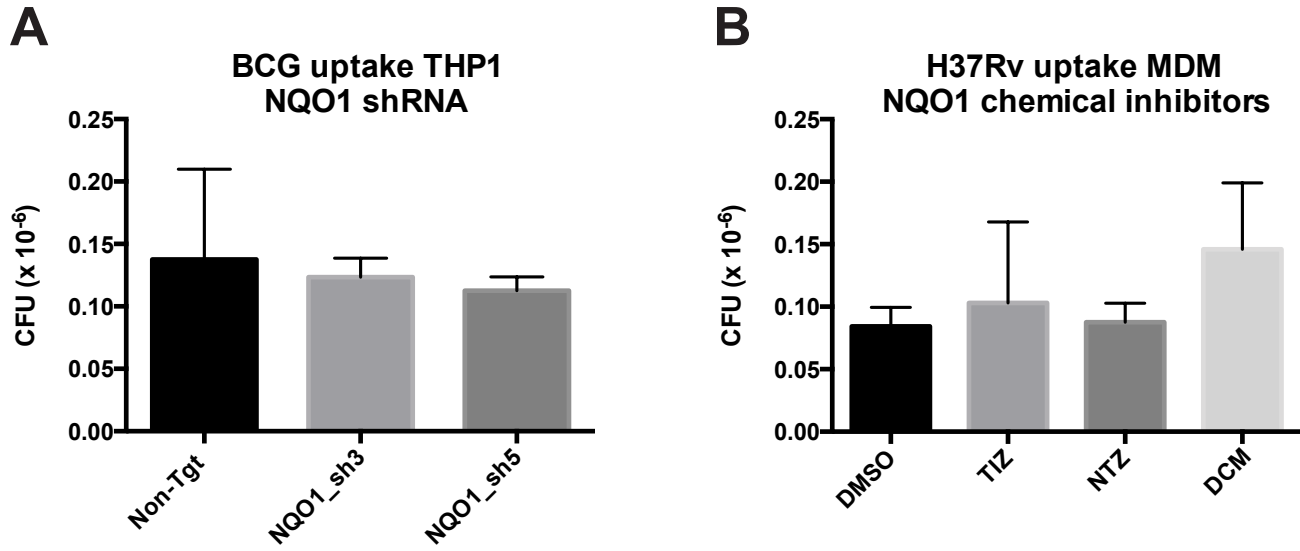 A
BCG uptake THP1
NQO1 shRNA
CFU (x 10-6)
0.25
0.20
0.15
0.10
0.05
0.00
Non-Tgt
NQO1_sh3
NQO1_sh5
B
H37Rv uptake MDM
NQO1 chemical inhibitors
CFU (x 10-6)
0.25
0.20
0.15
0.10
0.05
0.00
DMSO
TIZ
NTZ
DCM